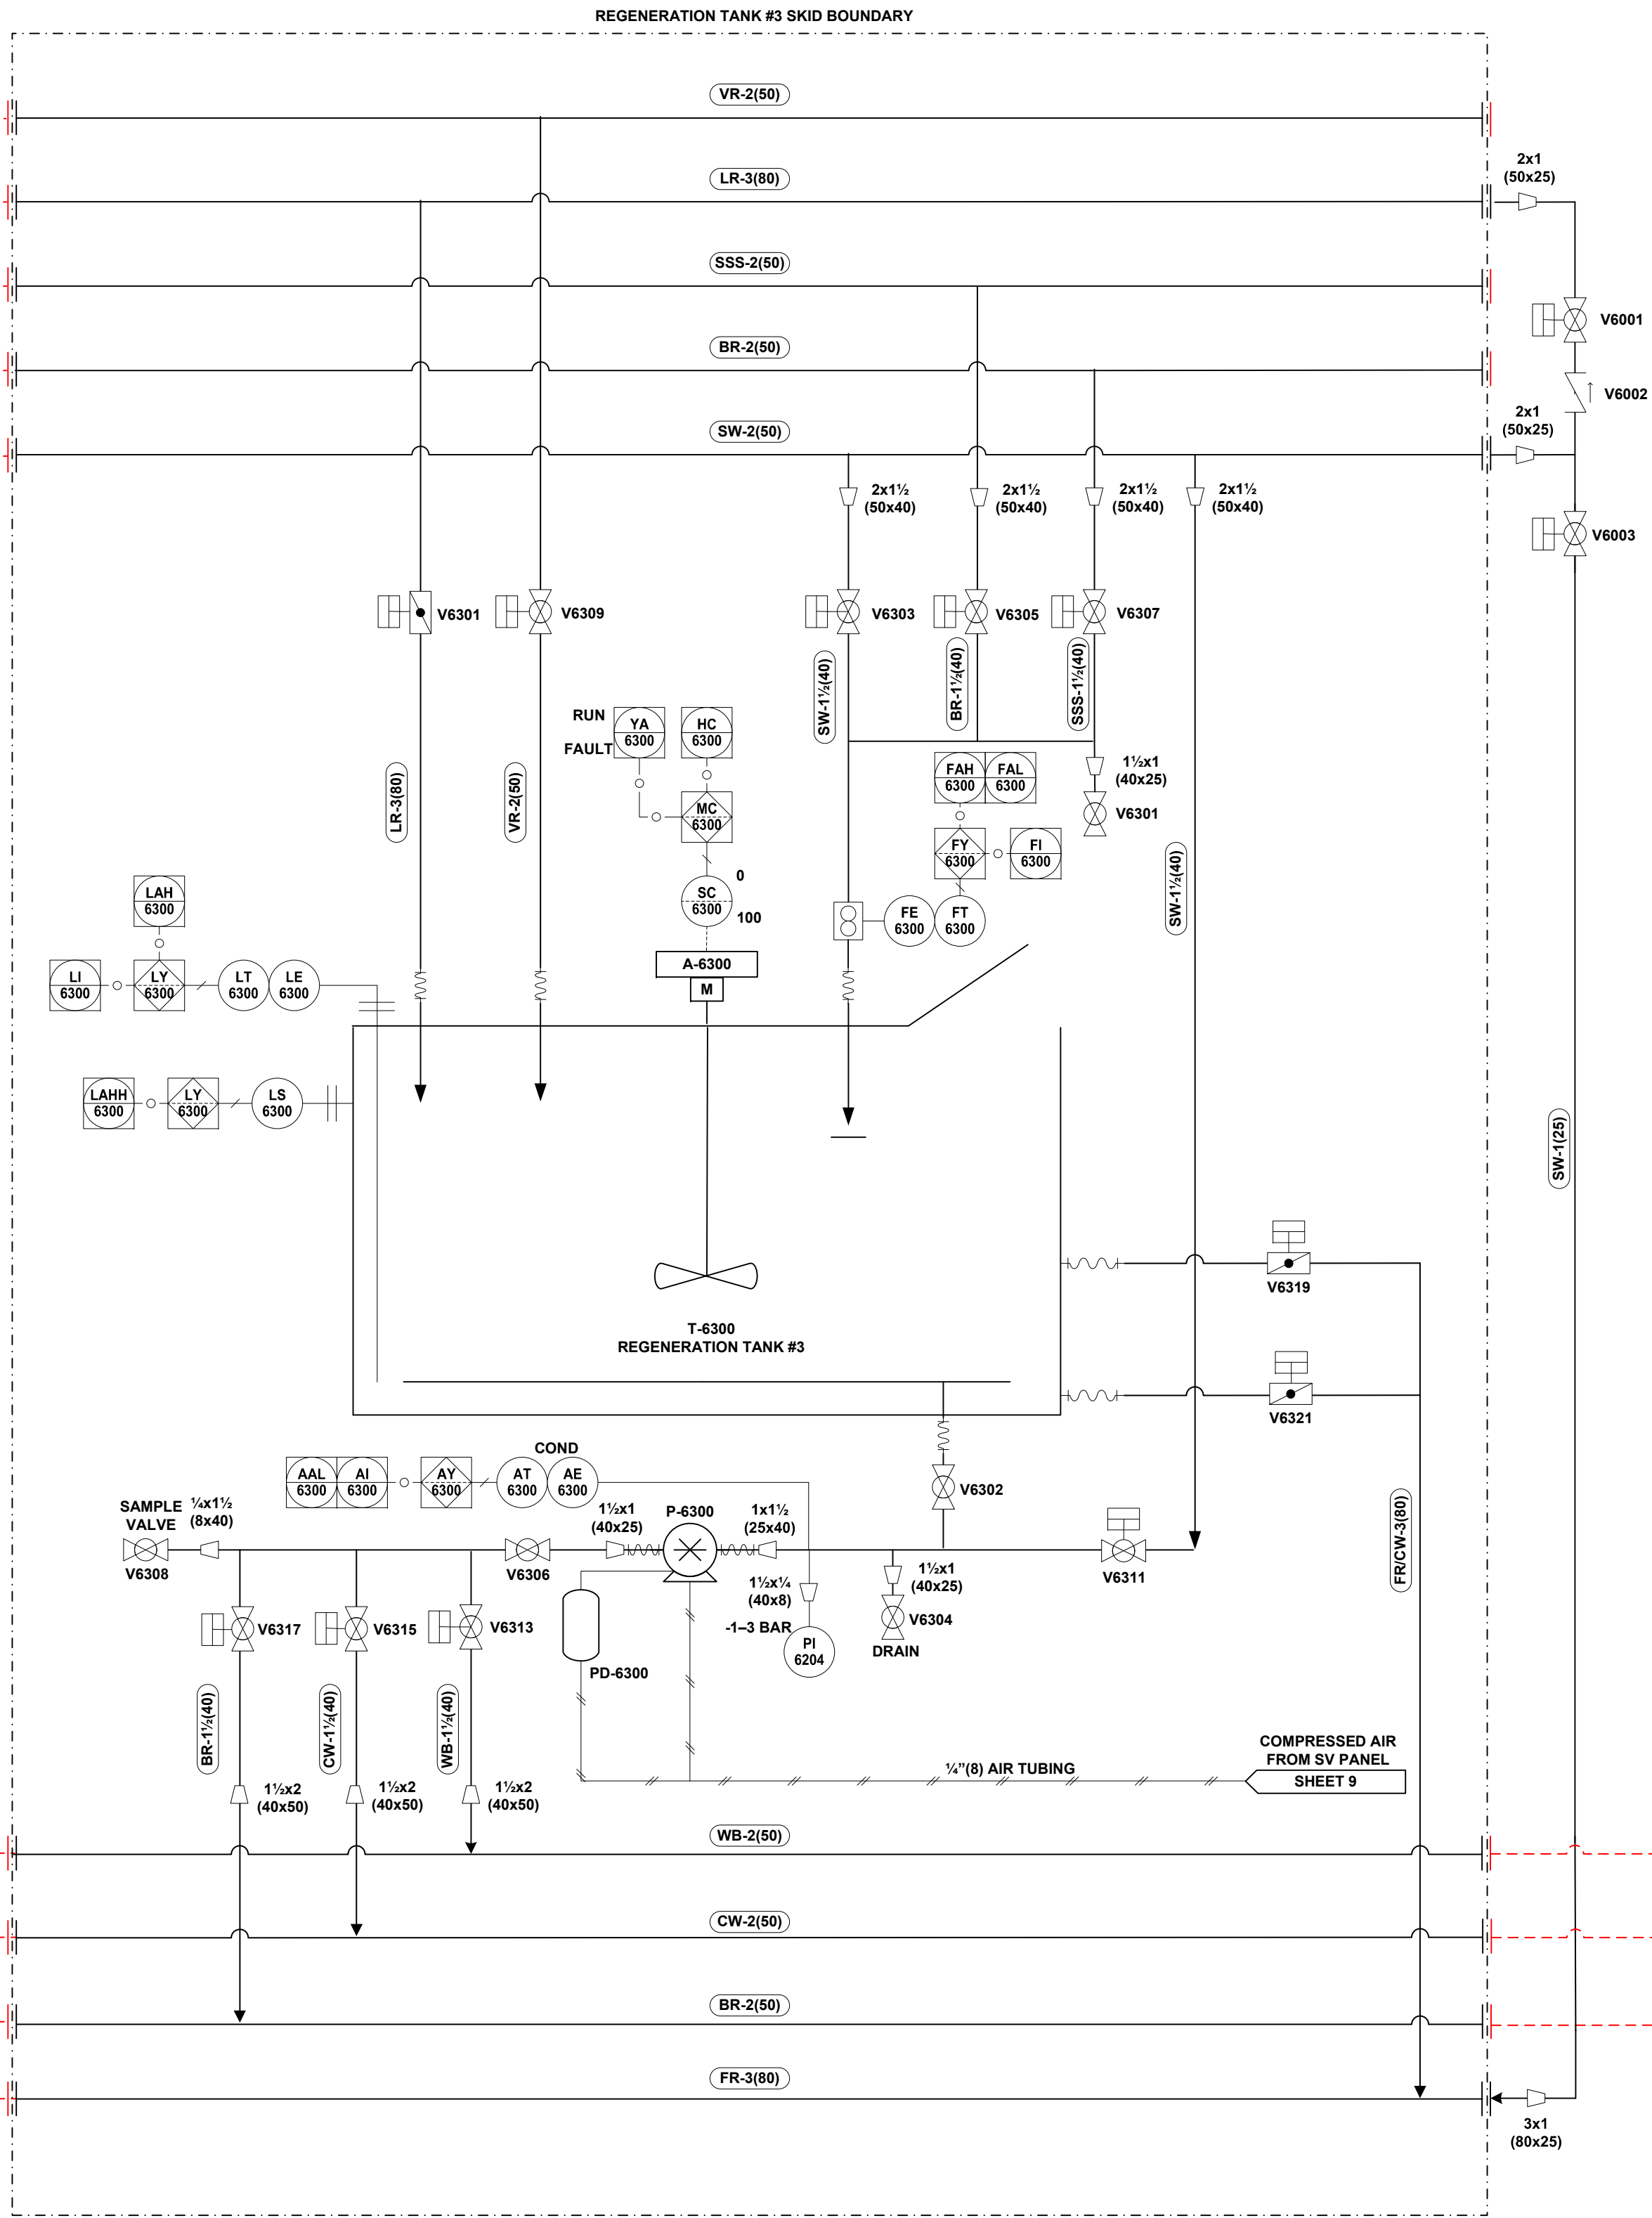 REGENERATION TANK #3 SKID BOUNDARY
VR-2(50)
LR-3(80)
2x1
(50x25)
SSS-2(50)
V6001
BR-2(50)
V6002
2x1
(50x25)
SW-2(50)
2x1½
(50x40)
2x1½
(50x40)
2x1½
(50x40)
2x1½
(50x40)
V6003
V6301
V6309
V6303
V6305
V6307
SW-1½(40)
BR-1½(40)
SSS-1½(40)
RUN
FAULT
YA
6300
HC
6300
LR-3(80)
VR-2(50)
MC
6300
FAH
6300
FAL
6300
1½x1
(40x25)
V6301
FY
6300
FI
6300
SW-1½(40)
0
SC
6300
100
FE
6300
FT
6300
LAH
6300
LI
6300
LY
6300
LT
6300
LE
6300
A-6300
M
LAHH
6300
LY
6300
LS
6300
SW-1(25)
V6319
T-6300
REGENERATION TANK #3
V6321
COND
AAL
6300
AI
6300
AY
6300
AT
6300
AE
6300
V6302
SAMPLE
VALVE
¼x1½
(8x40)
1½x1
(40x25)
P-6300
1x1½
(25x40)
FR/CW-3(80)
V6308
V6306
V6311
1½x¼
(40x8)
1½x1
(40x25)
V6317
V6315
V6313
-1–3 BAR
PI
6204
V6304
DRAIN
PD-6300
BR-1½(40)
CW-1½(40)
WB-1½(40)
COMPRESSED AIR
FROM SV PANEL
¼”(8) AIR TUBING
SHEET 9
1½x2
(40x50)
1½x2
(40x50)
1½x2
(40x50)
WB-2(50)
CW-2(50)
BR-2(50)
FR-3(80)
3x1
(80x25)